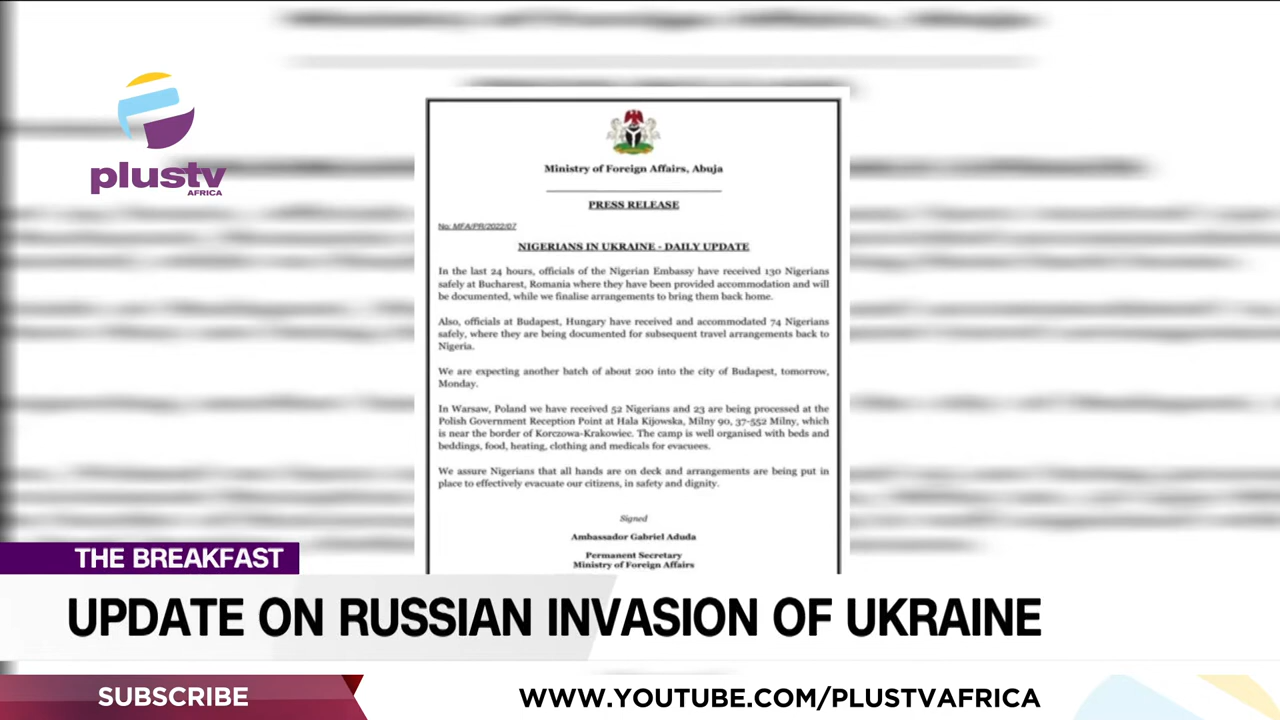 plustv
AFRICA
Ministry of Foreign Affairs, Abuja
PRESS RELEASE
No: MFA/PR/2022/07
NIGERIANS IN UKRAINE - DAILY UPDATE
In the last 24 hours, officials of the Nigerian Embassy have received 130 Nigerians
safely at Bucharest, Romania where they have been provided accommodation and will
be documented, while we finalise arrangements to bring them back home.
Also, officials at Budapest, Hungary have received and accommodated 74 Nigerians
safely, where they are being documented for subsequent travel arrangements back to
Nigeria.
We are expecting another batch of about 200 into the city of Budapest, tomorrow,
Monday.
In Warsaw, Poland we have received 52 Nigerians and 23 are being processed at the
Polish Government Reception Point at Hala Kijowska, Milny 90, 37-552 Milny, which
is near the border of Korczowa-Krakowiec. The camp is well organised with beds and
beddings, food, heating, clothing and medicals for evacuees.
We assure Nigerians that all hands are on deck and arrangements are being put in
place to effectively evacuate our citizens, in safety and dignity.
Signed
Ambassador Gabriel Aduda
Permanent Secretary
Ministry of Foreign Affairs
THE BREAKFAST
UPDATE ON RUSSIAN INVASION OF UKRAINE
SUBSCRIBE
WWW.YOUTUBE.COM/PLUSTVAFRICA